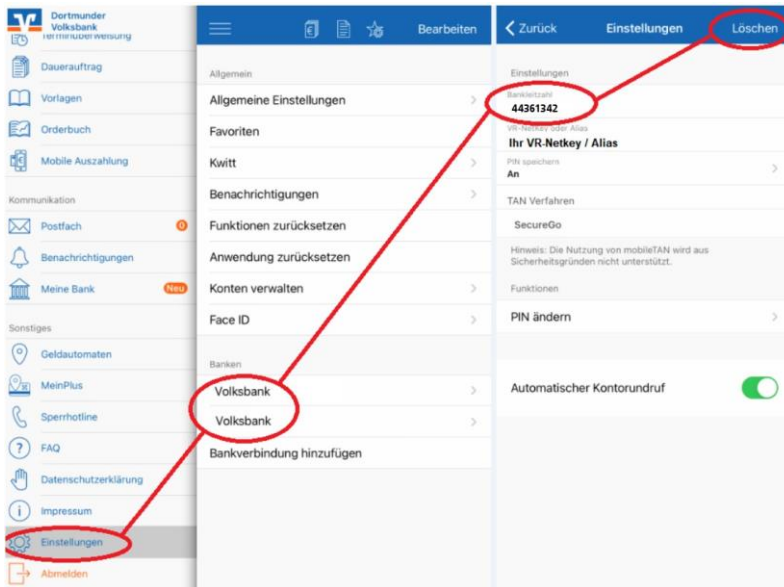 Dortmunder
Volksbank
Terminüberweisung
Dauerauftrag
Vorlagen
Orderbuch
Mobile Auszahlung
Kommunikation
Postfach
0
Benachrichtigungen
Meine Bank
Neu
Sonstiges
Geldautomaten
MeinPlus
Sperrhotline
FAQ
Datenschutzerklärung
Impressum
Einstellungen
Abmelden
Bearbeiten
Allgemein
Allgemeine Einstellungen
Favoriten
Kwitt
Benachrichtigungen
Funktionen zurücksetzen
Anwendung zurücksetzen
Konten verwalten
Face ID
Banken
Volksbank
Volksbank
Bankverbindung hinzufügen
Zurück
Einstellungen
Löschen
Einstellungen
Bankleitzahl
44361342
VR-NetKey oder Alias
Ihr VR-Netkey / Alias
PIN speichern
An
TAN Verfahren
SecureGo
Hinweis: Die Nutzung von mobileTAN wird aus
Sicherheitsgründen nicht unterstützt.
Funktionen
PIN ändern
Automatischer Kontorundruf